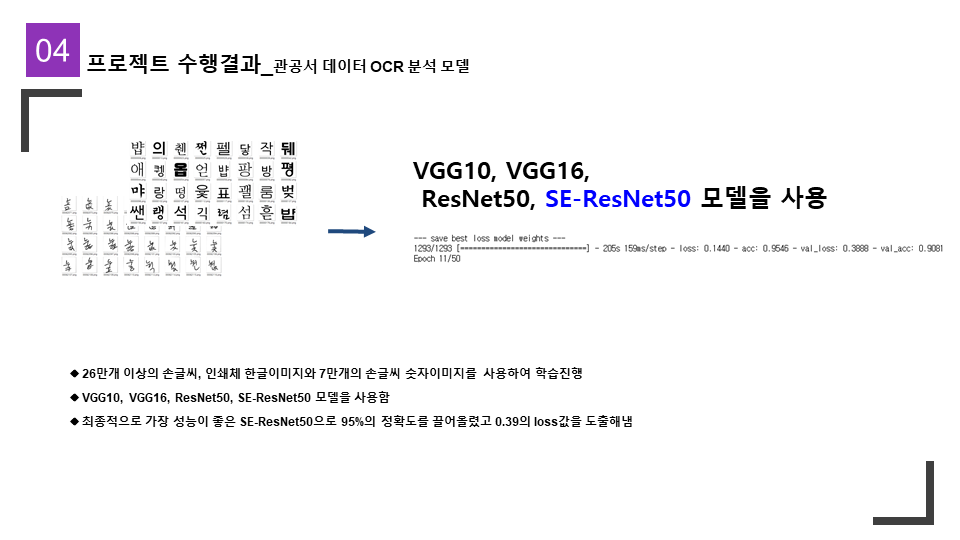 04
프로젝트 수행결과_관공서 데이터 OCR 분석 모델
뱝 의 췐 쩐 펠 닿 작 뒈
애 켕 옵 언 뱝 팡 방 평
먀 랑 떵 윷 표 괠 룸 벚
쌘 랭 석 긱 섬 흔 밥
VGG10, VGG16,
ResNet50, SE-ResNet50 모델을 사용
--- save best loss model weights ---
1293/1293 [==============================] - 205s 159ms/step - loss: 0.1440 - acc: 0.9546 - val_loss: 0.3888 - val_acc: 0.9081
Epoch 11/50
◆ 26만개 이상의 손글씨, 인쇄체 한글이미지와 7만개의 손글씨 숫자이미지를 사용하여 학습진행
◆ VGG10, VGG16, ResNet50, SE-ResNet50 모델을 사용함
◆ 최종적으로 가장 성능이 좋은 SE-ResNet50으로 95%의 정확도를 끌어올렸고 0.39의 loss값을 도출해냄